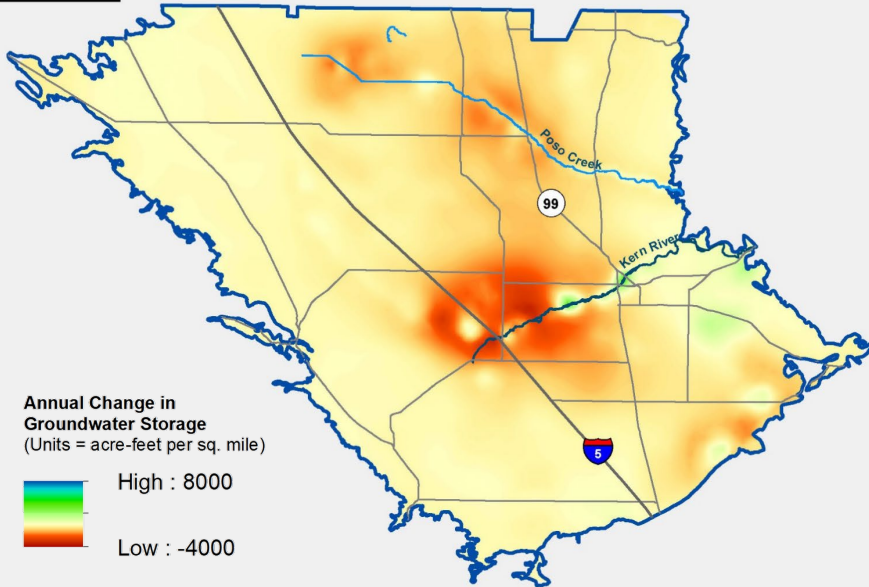 Poso Creek
99
Kern River
5
Annual Change in
Groundwater Storage
(Units = acre-feet per sq. mile)
High : 8000
Low : -4000